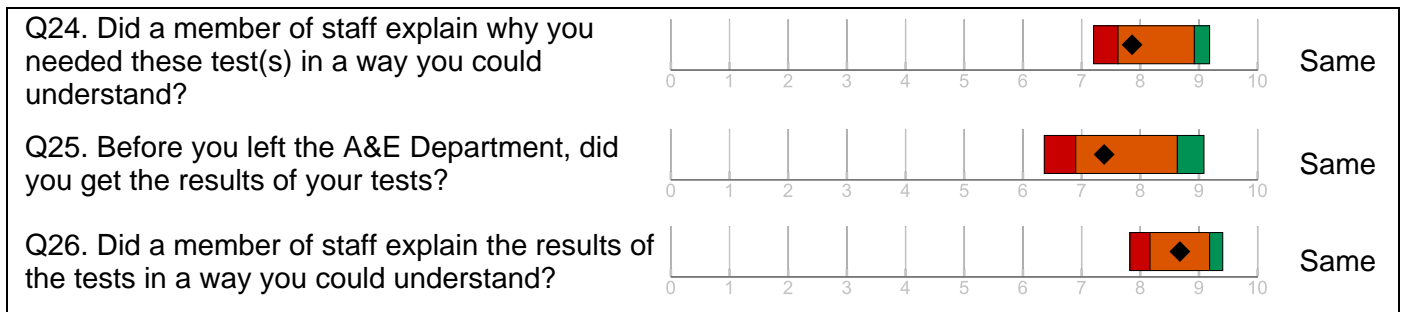 Q24. Did a member of staff explain why you
needed these test(s) in a way you could
understand?
0 1 2 3 4 5 6 7 8 9 10
Same
Q25. Before you left the A&E Department, did
you get the results of your tests?
0 1 2 3 4 5 6 7 8 9 10
Same
Q26. Did a member of staff explain the results of
the tests in a way you could understand?
0 1 2 3 4 5 6 7 8 9 10
Same